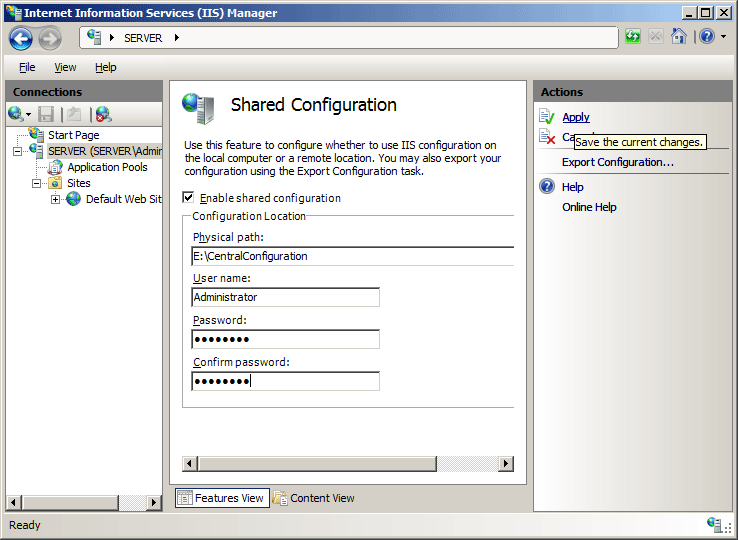 Internet Information Services (IIS) Manager
SERVER
File View Help
Connections
Start Page
SERVER (SERVER\Admin
Application Pools
Sites
Default Web Sit
Shared Configuration
Use this feature to configure whether to use IIS configuration on
the local computer or a remote location. You may also export your
configuration using the Export Configuration task.
Enable shared configuration
Configuration Location
Physical path:
E:\CentralConfiguration
User name:
Administrator
Password:
●●●●●●●●
Confirm password:
●●●●●●●●
Features View
Content View
Actions
Apply
Save the current changes.
Export Configuration...
Help
Online Help
Ready